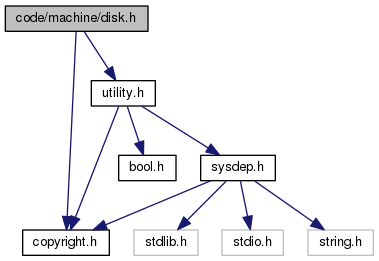 code/machine/disk.h
utility.h
bool.h
sysdep.h
copyright.h
stdlib.h
stdio.h
string.h